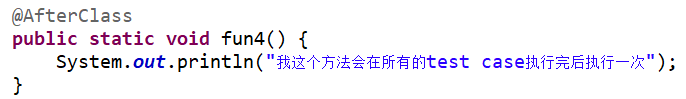 @AfterClass
public static void fun4() {
    System.out.println("我这个方法会在所有的test case执行完后执行一次");
}